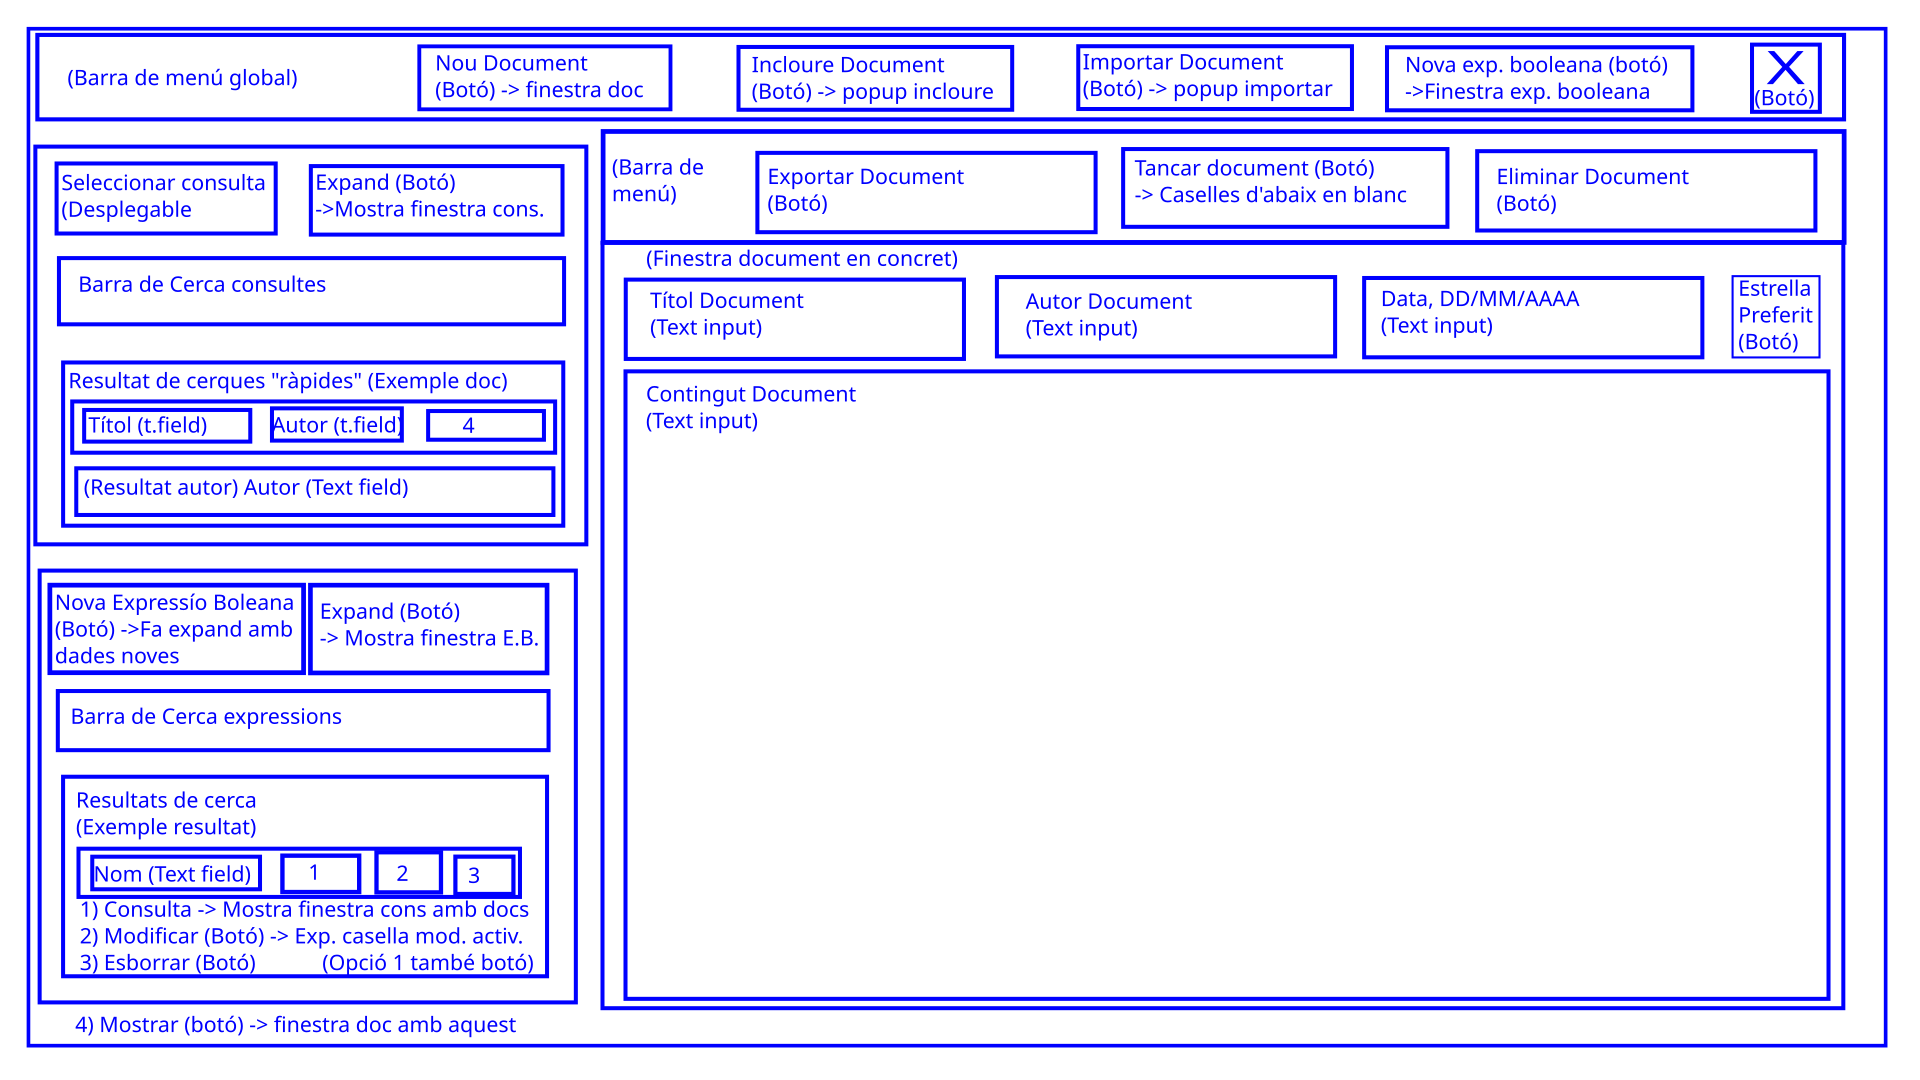 (Barra de menú global)
Nou Document
(Botó) -> finestra doc
Incloure Document
(Botó) -> popup incloure
Importar Document
(Botó) -> popup importar
Nova exp. booleana (botó)
->Finestra exp. booleana
X
(Botó)
Seleccionar consulta
(Desplegable
Expand (Botó)
->Mostra finestra cons.
Barra de Cerca consultes
Resultat de cerques "ràpides" (Exemple doc)
Títol (t.field)
Autor (t.field)
4
(Resultat autor) Autor (Text field)
Nova Expressío Boleana
(Botó) ->Fa expand amb
dades noves
Expand (Botó)
-> Mostra finestra E.B.
Barra de Cerca expressions
Resultats de cerca
(Exemple resultat)
Nom (Text field)
1
2
3
1) Consulta -> Mostra finestra cons amb docs
2) Modificar (Botó) -> Exp. casella mod. activ.
3) Esborrar (Botó) (Opció 1 també botó)
4) Mostrar (botó) -> finestra doc amb aquest
(Barra de
menú)
Exportar Document
(Botó)
Tancar document (Botó)
-> Caselles d'abaix en blanc
Eliminar Document
(Botó)
(Finestra document en concret)
Títol Document
(Text input)
Autor Document
(Text input)
Data, DD/MM/AAAA
(Text input)
Estrella
Preferit
(Botó)
Contingut Document
(Text input)